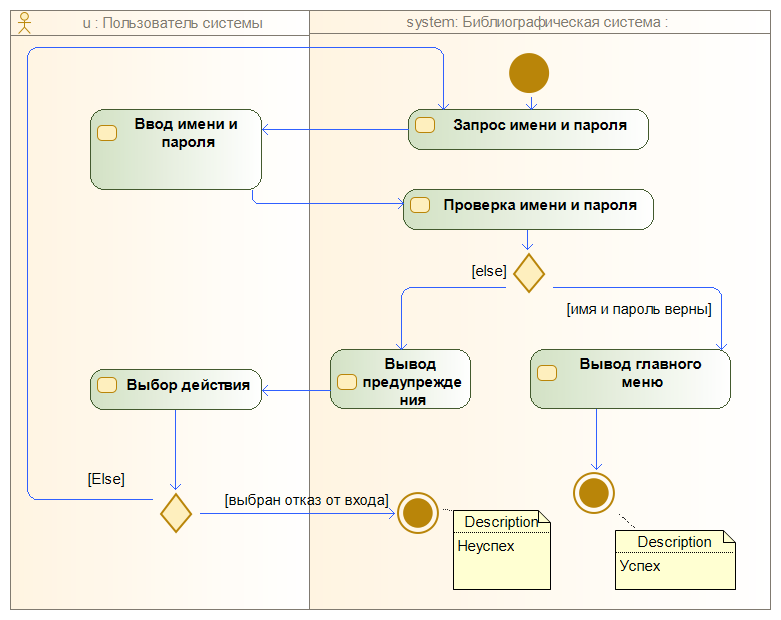 u : Пользователь системы
system: Библиографическая система :
Ввод имени и
пароля
Запрос имени и пароля
Проверка имени и пароля
[else]
[имя и пароль верны]
Вывод
предупрежде
ния
Вывод главного
меню
Выбор действия
[Else]
[выбран отказ от входа]
Description
Неуспех
Description
Успех